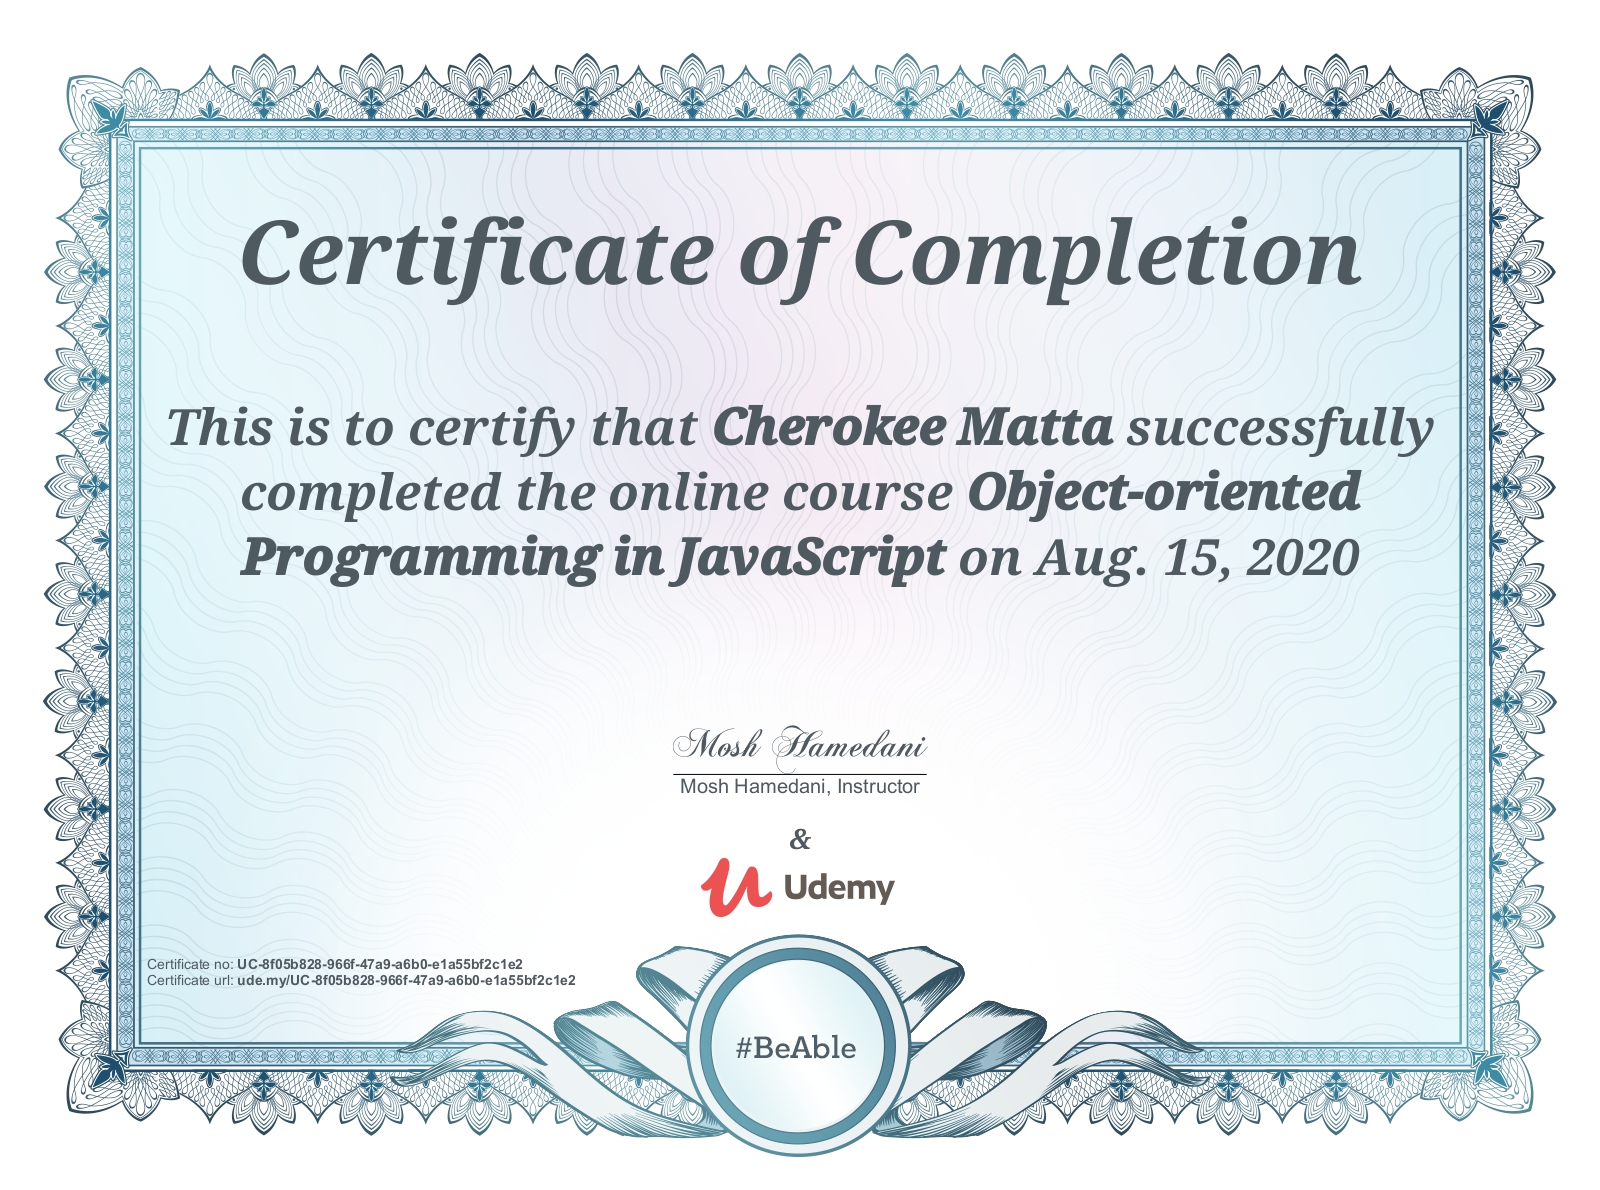 Certificate of Completion
This is to certify that Cherokee Matta successfully
completed the online course Object-oriented
Programming in JavaScript on Aug. 15, 2020
Mosh Hamedani
Mosh Hamedani, Instructor
&
Udemy
Certificate no: UC-8f05b828-966f-47a9-a6b0-e1a55bf2c1e2
Certificate url: ude.my/UC-8f05b828-966f-47a9-a6b0-e1a55bf2c1e2
#BeAble